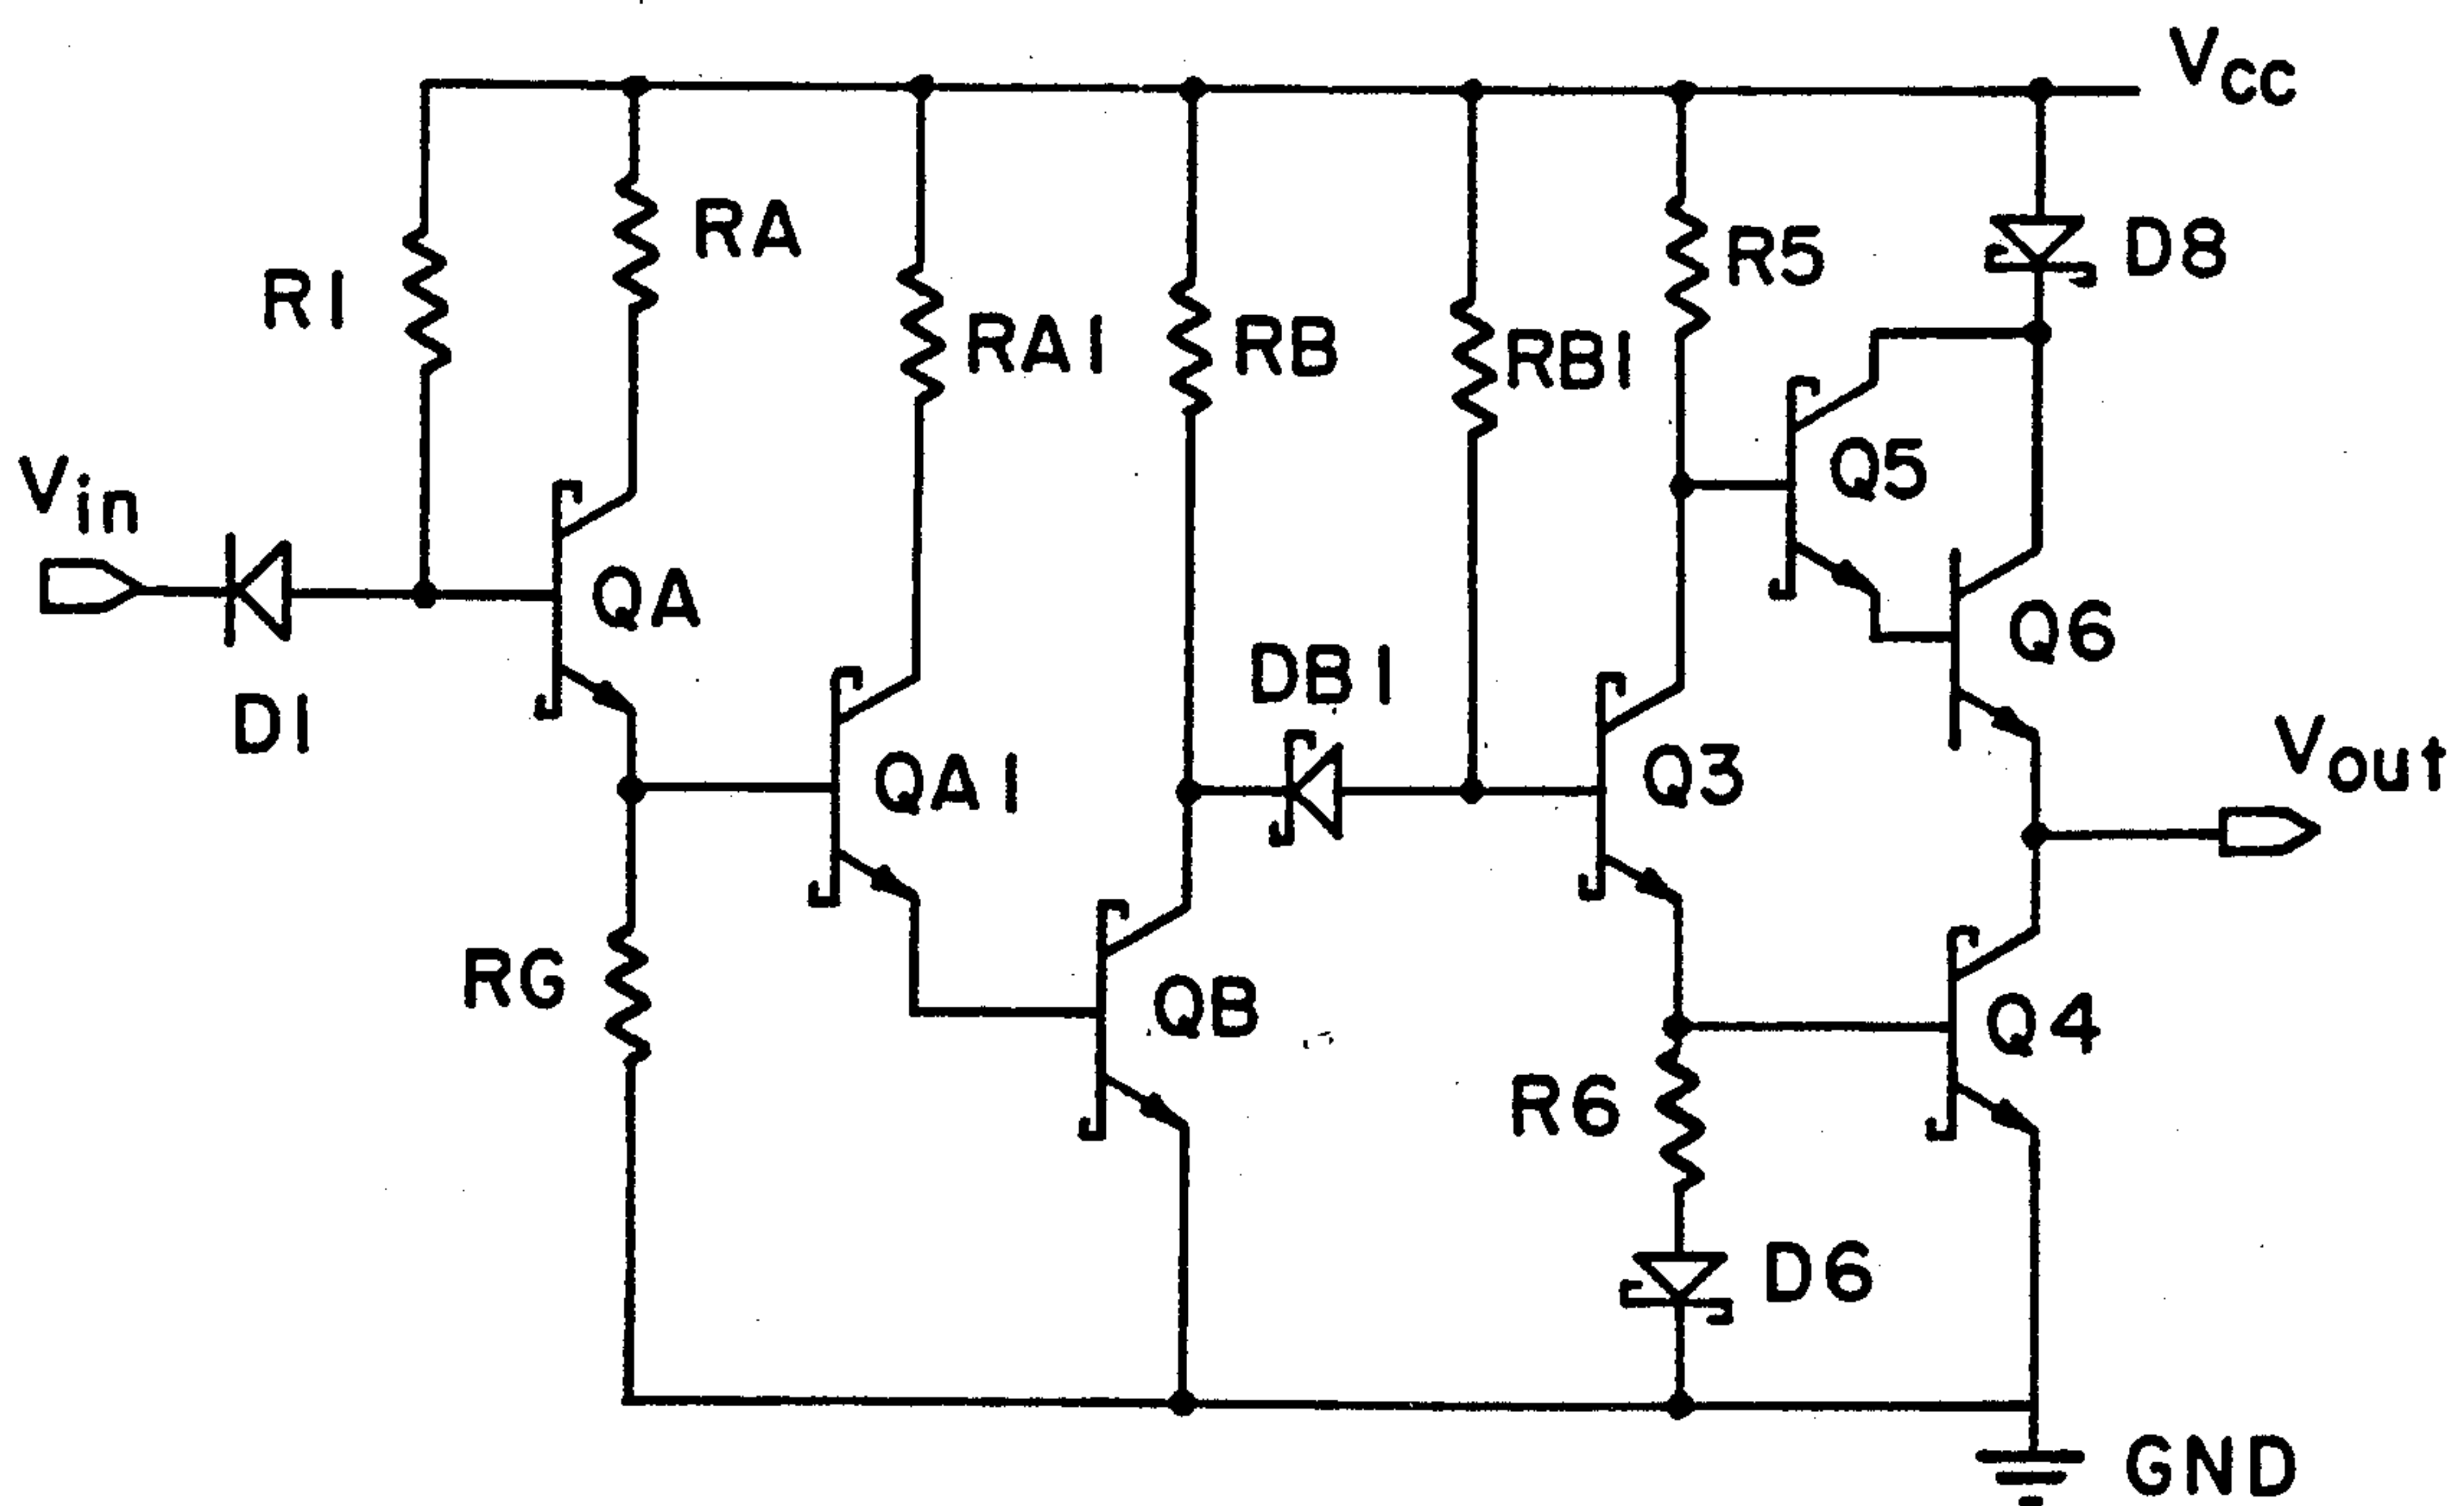 VCC
RA
R5
D8
R1
RA1
RB
RB1
Q5
Vin
QA
Q6
DB1
D1
QA1
Q3
Vout
RG
QB
Q4
R6
D6
GND